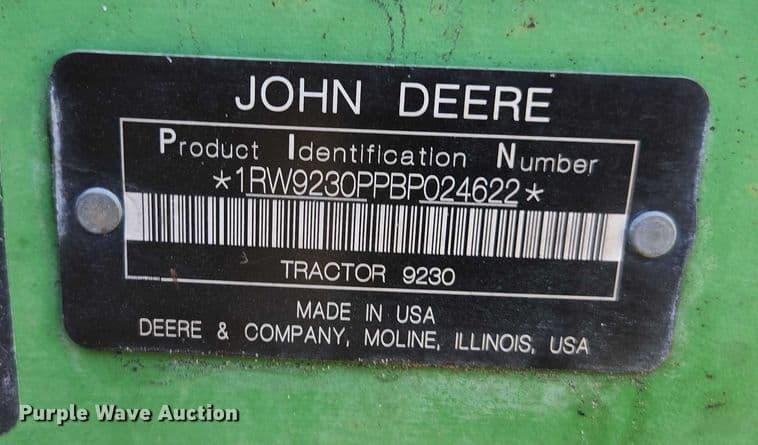 JOHN DEERE
Product Identification Number
*1RW9230PPBP024622*
TRACTOR 9230
MADE IN USA
DEERE & COMPANY, MOLINE, ILLINOIS, USA
Purple Wave Auction